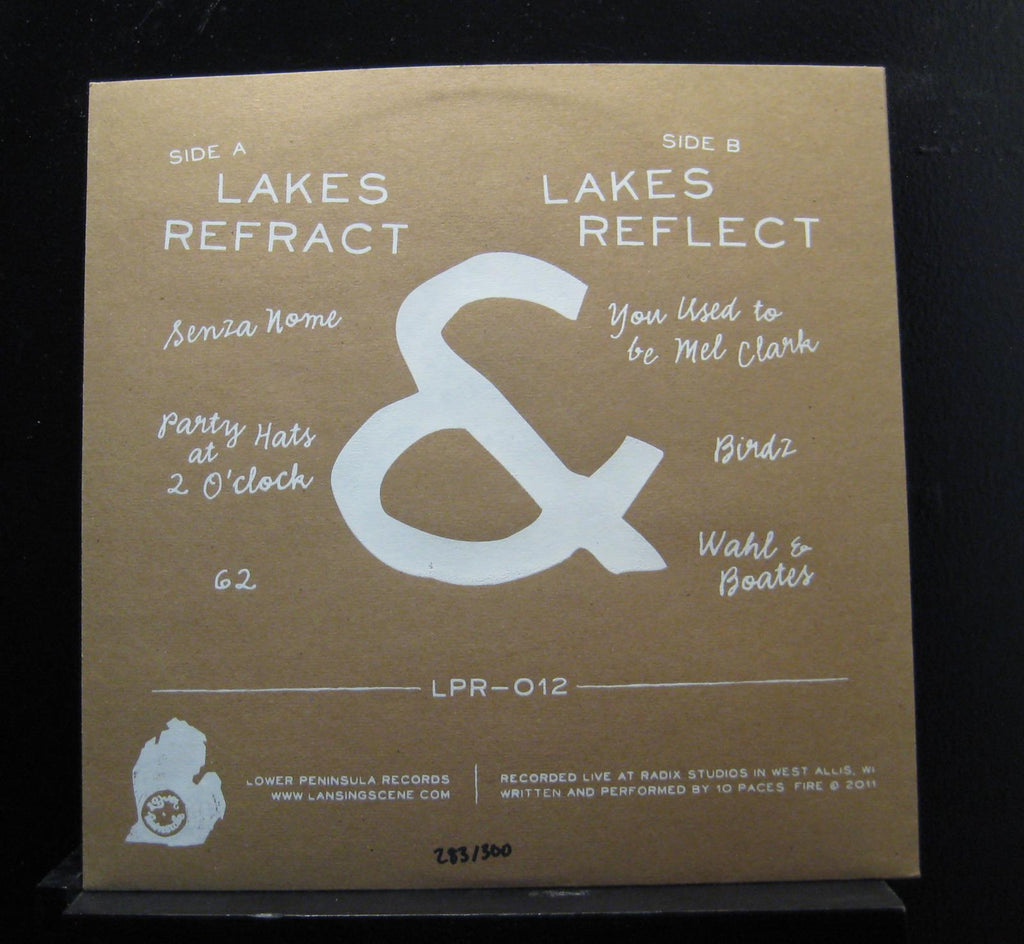 SIDE A
LAKES
REFRACT
Senza Nome
Party Hats
at
2 O'clock
62
&
SIDE B
LAKES
REFLECT
You Used to
be Mel Clark
Birdz
Wahl &
Boates
LPR-012
LOWER PENINSULA RECORDS
WWW LANSINGSCENE COM
RECORDED LIVE AT RADIX STUDIOS IN WEST ALLIS, WI
WRITTEN AND PERFORMED BY 10 PACES FIRE © 2011
283/300